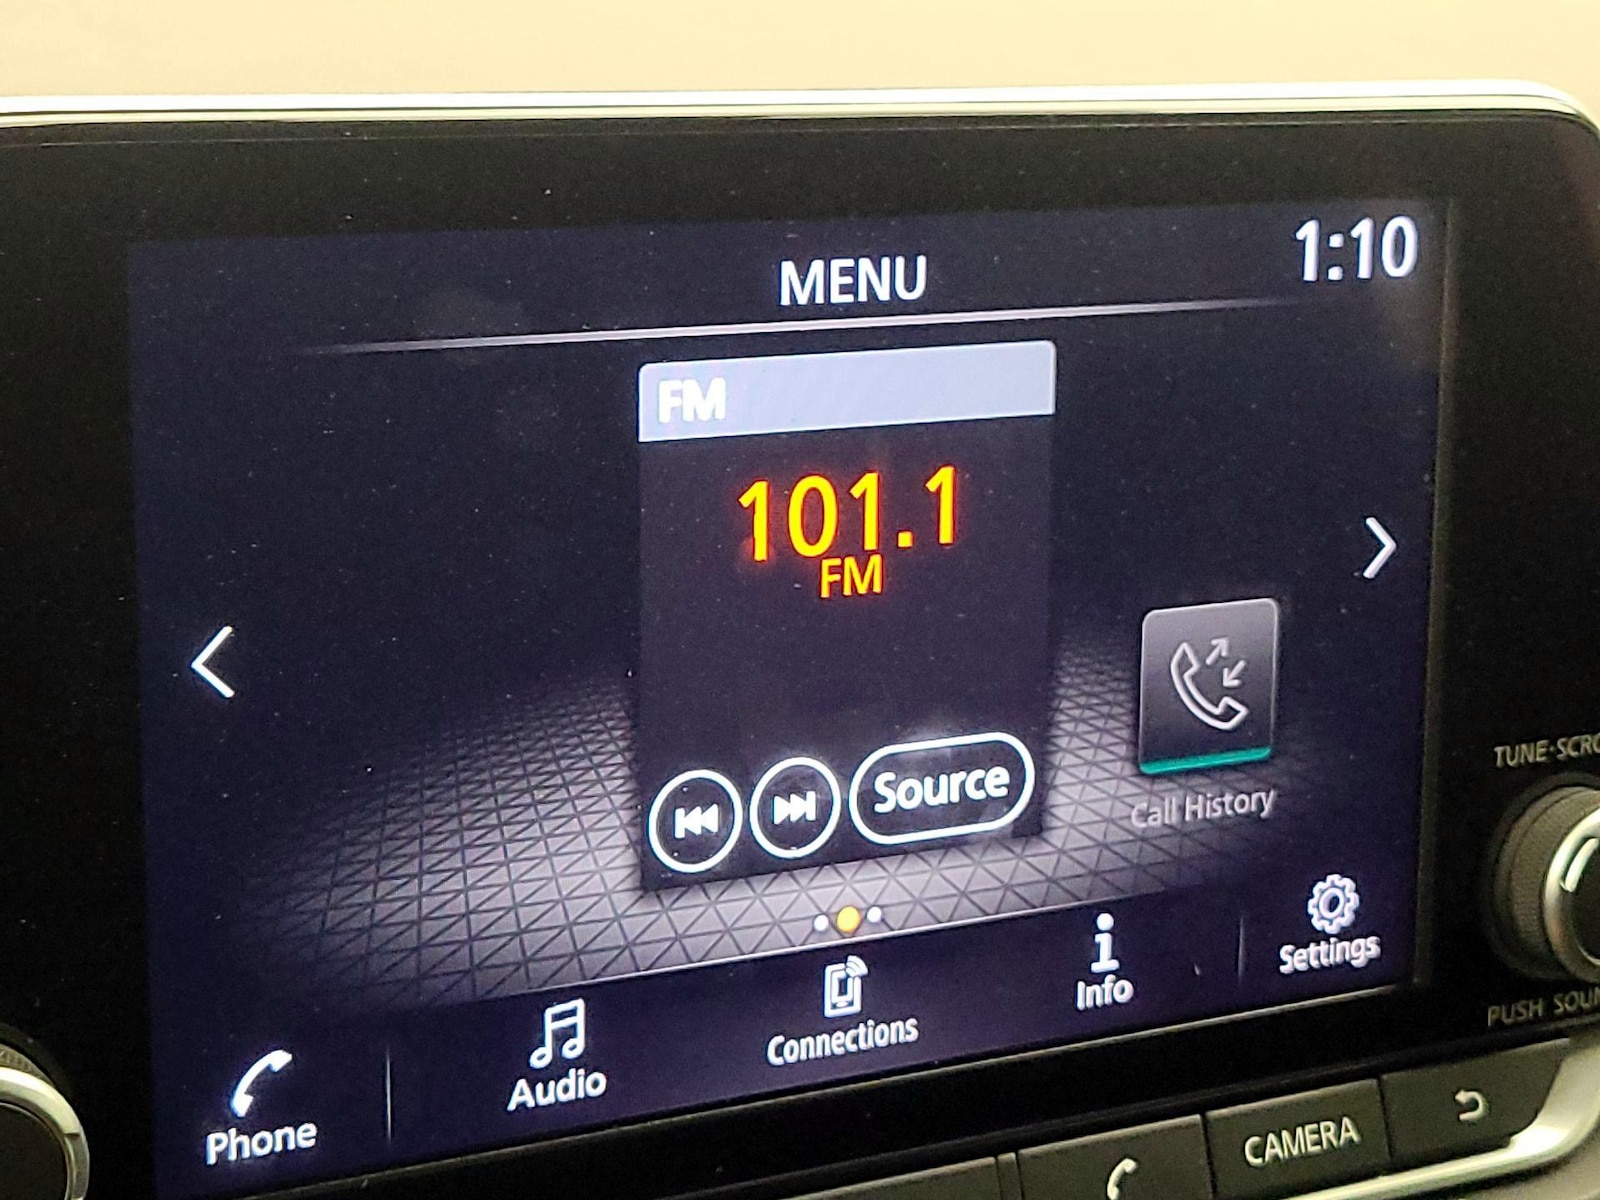 1:10
MENU
FM
101.1
FM
Source
Call History
TUNE·SCRO
PUSH SOUN
Phone
Audio
Connections
Info
Settings
CAMERA